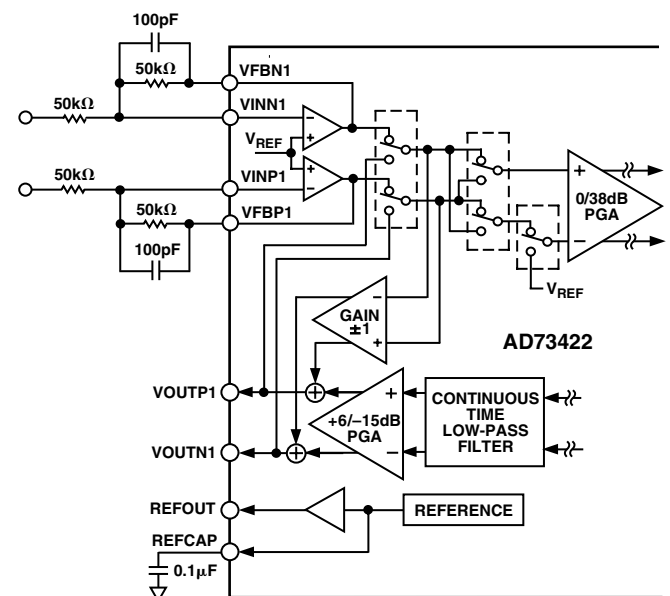 100pF
50kΩ
VFBN1
50kΩ
VINN1
VREF
50kΩ
VINP1
50kΩ
VFBP1
100pF
0/38dB
PGA
VREF
GAIN
±1
AD73422
VOUTP1
+6/–15dB
PGA
CONTINUOUS
TIME
LOW-PASS
FILTER
VOUTN1
REFOUT
REFERENCE
REFCAP
0.1µF